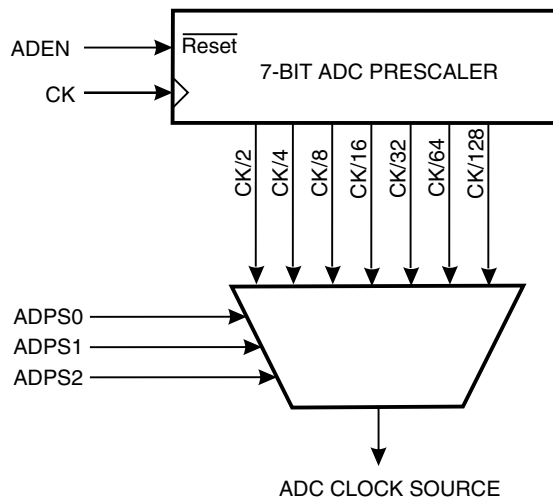 ADEN
Reset
7-BIT ADC PRESCALER
CK
CK/2
CK/4
CK/8
CK/16
CK/32
CK/64
CK/128
ADPS0
ADPS1
ADPS2
ADC CLOCK SOURCE